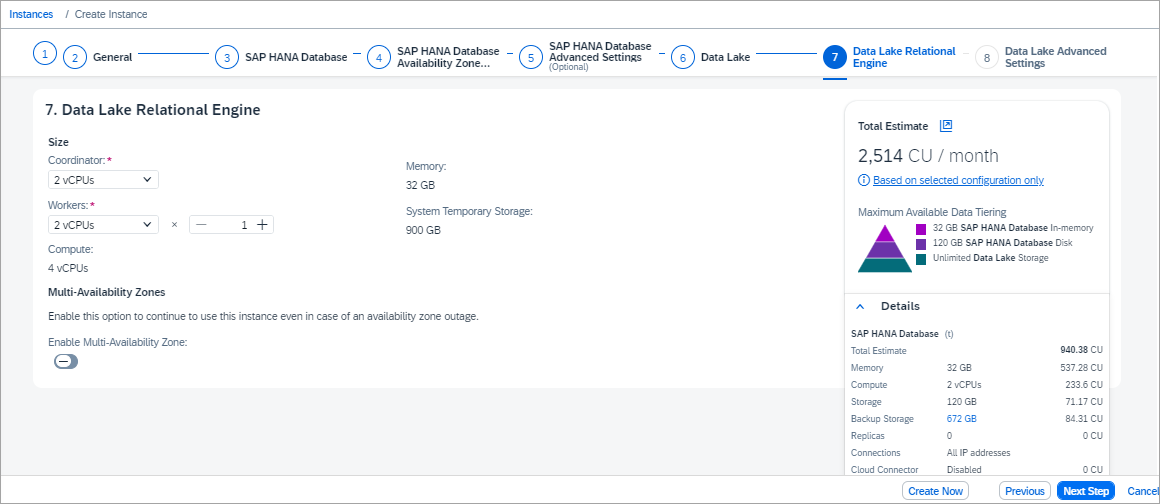 Instances / Create Instance
1
2 General
3 SAP HANA Database
4 SAP HANA Database
Availability Zone...
5 SAP HANA Database
Advanced Settings
(Optional)
6 Data Lake
7 Data Lake Relational
Engine
8 Data Lake Advanced
Settings
7. Data Lake Relational Engine
Size
Coordinator: *
2 vCPUs
Memory:
32 GB
Workers: *
2 vCPUs × — 1 +
System Temporary Storage:
900 GB
Compute:
4 vCPUs
Multi-Availability Zones
Enable this option to continue to use this instance even in case of an availability zone outage.
Enable Multi-Availability Zone:
Total Estimate
2,514 CU / month
Based on selected configuration only
Maximum Available Data Tiering
32 GB SAP HANA Database In-memory
120 GB SAP HANA Database Disk
Unlimited Data Lake Storage
Details
SAP HANA Database (t)
Total Estimate 940.38 CU
Memory 32 GB 537.28 CU
Compute 2 vCPUs 233.6 CU
Storage 120 GB 71.17 CU
Backup Storage 672 GB 84.31 CU
Replicas 0 0 CU
Connections All IP addresses
Cloud Connector Disabled 0 CU
Create Now Previous Next Step Cancel